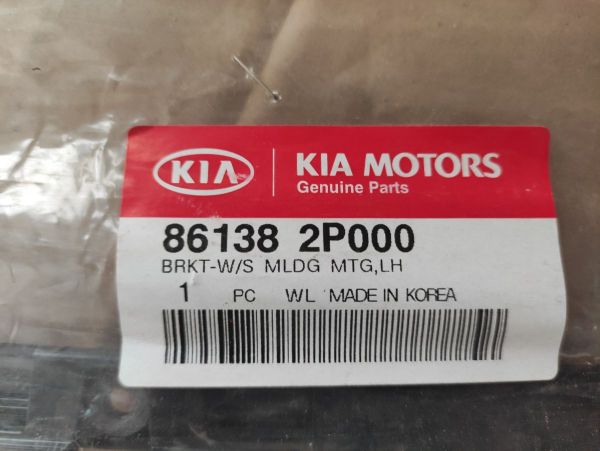 KIA
KIA MOTORS
Genuine Parts
86138 2P000
BRKT-W/S MLDG MTG,LH
1 PC WL MADE IN KOREA